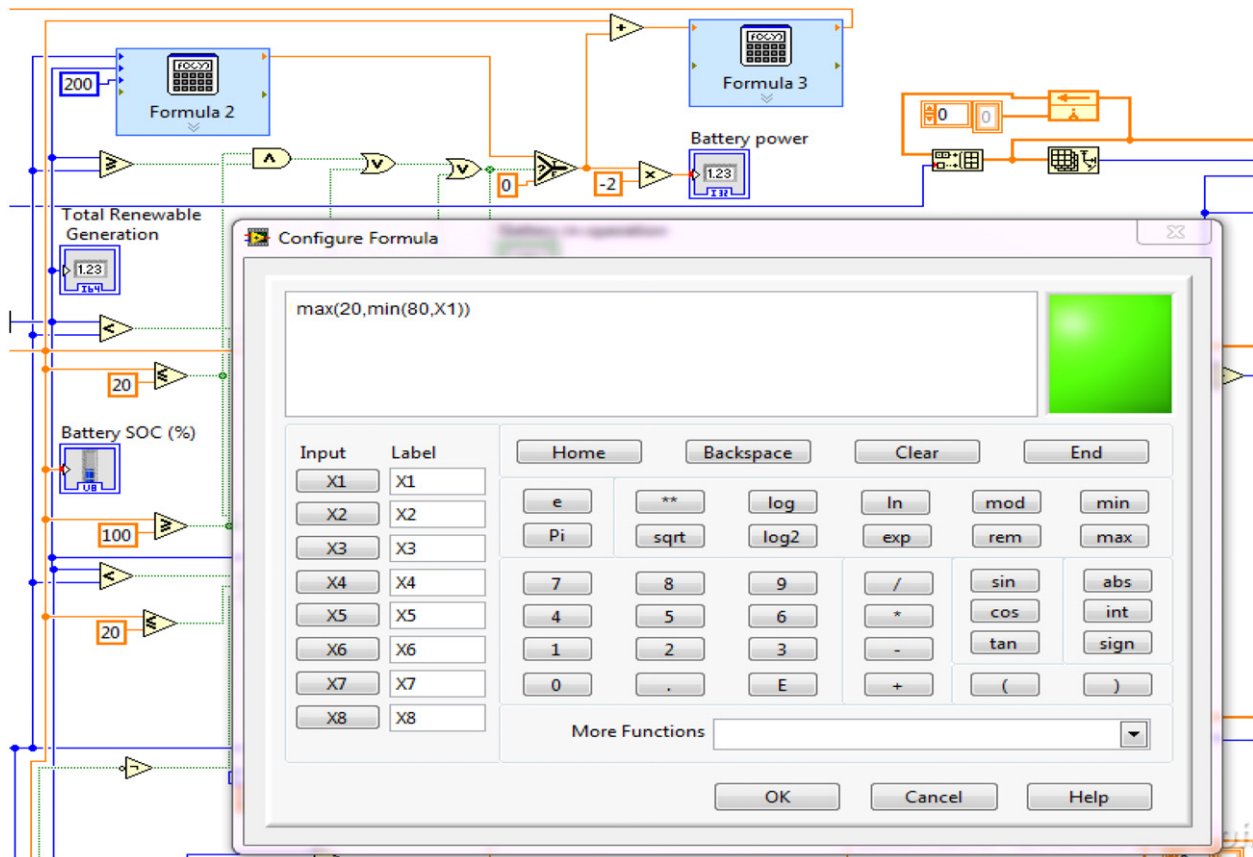 200
Formula 2
+
Formula 3
0
0
Battery power
1.23
I32
≥
∧
∨
∨
0
-2
×
Total Renewable
Generation
1.23
I64
<
≤
20
Battery SOC (%)
U8
≥
100
<
≤
20
Configure Formula
max(20,min(80,X1))
Input Label
X1 X1
X2 X2
X3 X3
X4 X4
X5 X5
X6 X6
X7 X7
X8 X8
Home Backspace Clear End
e ** log ln mod min
Pi sqrt log2 exp rem max
7 8 9 / sin abs
4 5 6 * cos int
1 2 3 - tan sign
0 . E + ( )
More Functions
OK Cancel Help